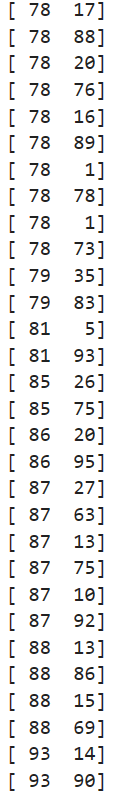 [ 78 17]
[ 78 88]
[ 78 20]
[ 78 76]
[ 78 16]
[ 78 89]
[ 78 1]
[ 78 78]
[ 78 1]
[ 78 73]
[ 79 35]
[ 79 83]
[ 81 5]
[ 81 93]
[ 85 26]
[ 85 75]
[ 86 20]
[ 86 95]
[ 87 27]
[ 87 63]
[ 87 13]
[ 87 75]
[ 87 10]
[ 87 92]
[ 88 13]
[ 88 86]
[ 88 15]
[ 88 69]
[ 93 14]
[ 93 90]